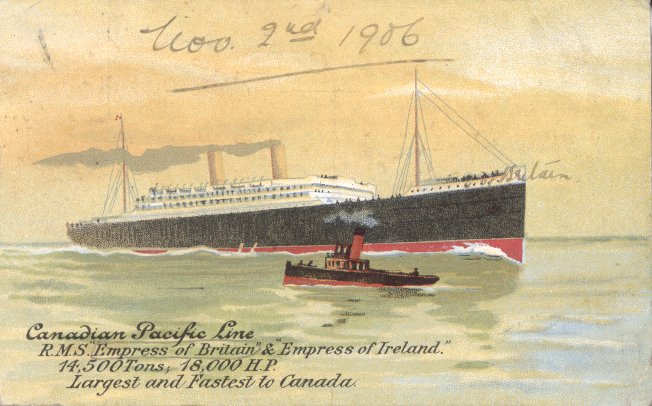 Nov. 2nd 1906
Britain
Canadian Pacific Line
R.M.S. "Empress of Britain" & "Empress of Ireland."
14,500 Tons; 18,000 H.P.
Largest and Fastest to Canada.